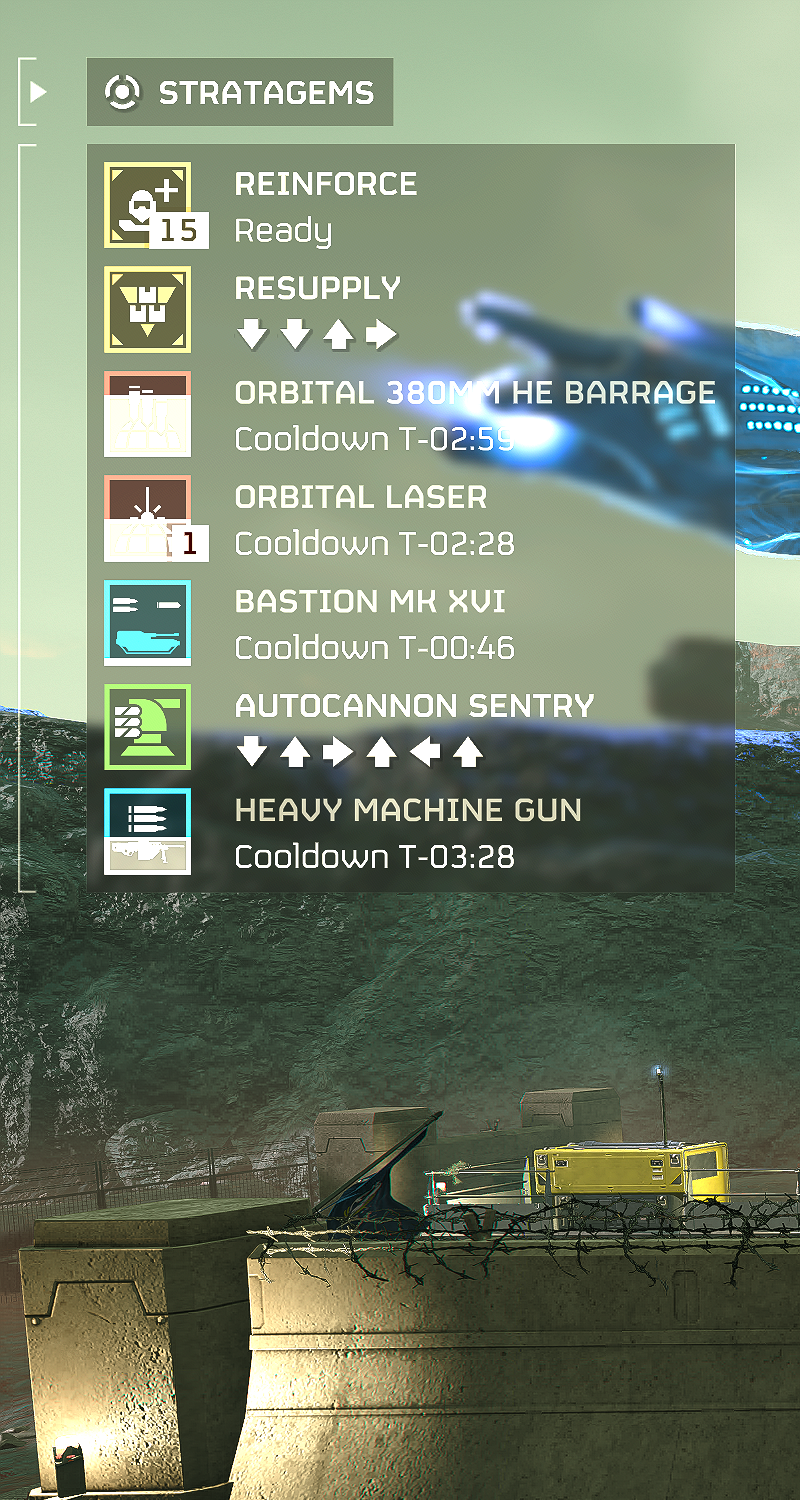 STRATAGEMS
REINFORCE
15
Ready
RESUPPLY
ORBITAL 380MM HE BARRAGE
Cooldown T-02:59
ORBITAL LASER
1
Cooldown T-02:28
BASTION MK XVI
Cooldown T-00:46
AUTOCANNON SENTRY
HEAVY MACHINE GUN
Cooldown T-03:28